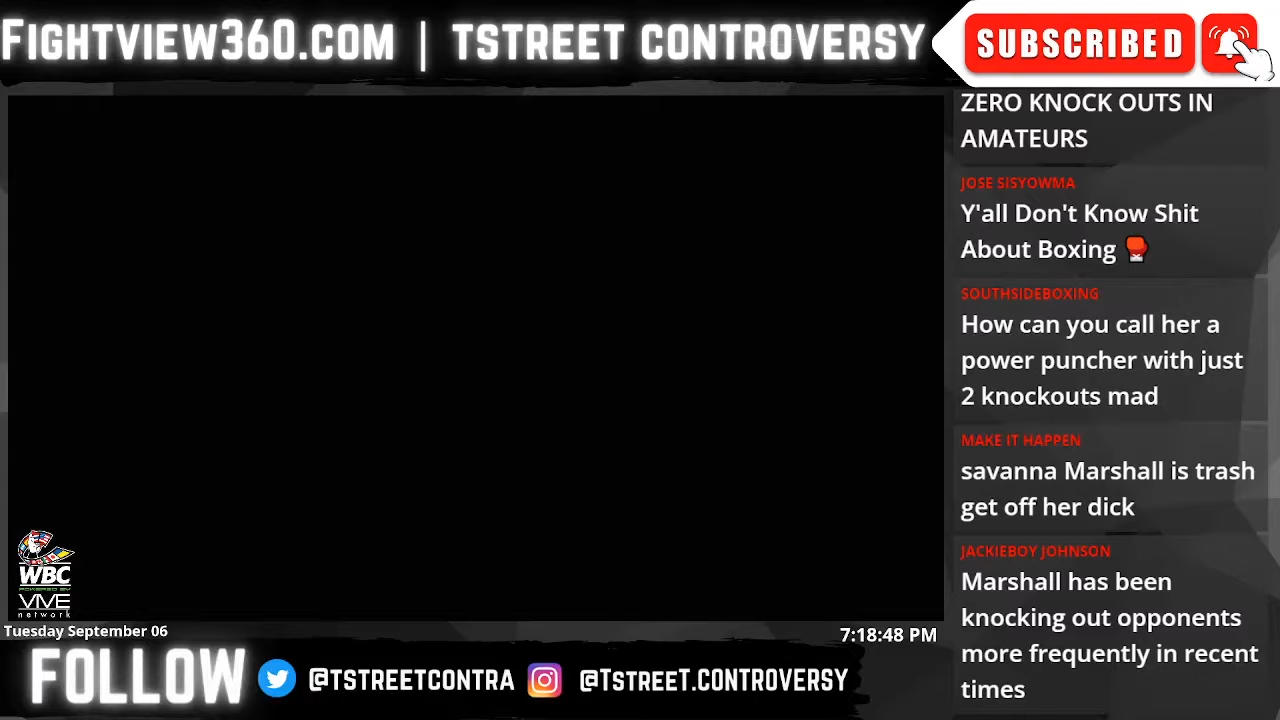 FIGHTVIEW360.COM | TSTREET CONTROVERSY
SUBSCRIBED
ZERO KNOCK OUTS IN
AMATEURS
JOSE SISYOWMA
Y'all Don't Know Shit
About Boxing 🥊
SOUTHSIDEBOXING
How can you call her a
power puncher with just
2 knockouts mad
MAKE IT HAPPEN
savanna Marshall is trash
get off her dick
JACKIEBOY JOHNSON
Marshall has been
knocking out opponents
more frequently in recent
times
WBC
POWERED BY
VIVE
network
Tuesday September 06
7:18:48 PM
FOLLOW
@TSTREETCONTRA
@TSTREET.CONTROVERSY